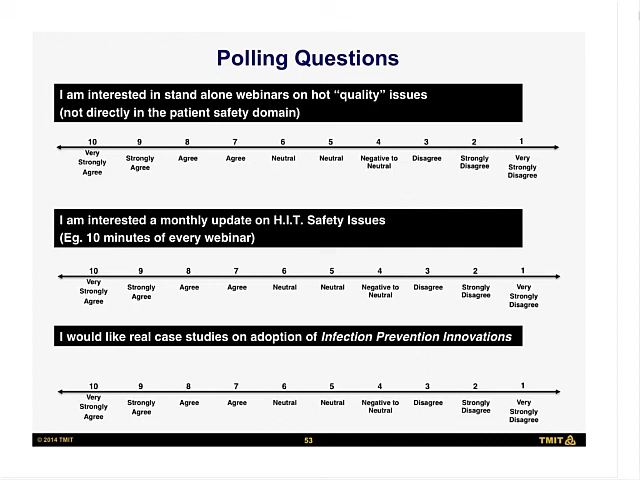 Polling Questions
I am interested in stand alone webinars on hot “quality” issues
(not directly in the patient safety domain)
10 9 8 7 6 5 4 3 2 1
Very Strongly Agree Strongly Agree Agree Agree Neutral Neutral Negative to Neutral Disagree Strongly Disagree Very Strongly Disagree
I am interested a monthly update on H.I.T. Safety Issues
(Eg. 10 minutes of every webinar)
10 9 8 7 6 5 4 3 2 1
Very Strongly Agree Strongly Agree Agree Agree Neutral Neutral Negative to Neutral Disagree Strongly Disagree Very Strongly Disagree
I would like real case studies on adoption of Infection Prevention Innovations
10 9 8 7 6 5 4 3 2 1
Very Strongly Agree Strongly Agree Agree Agree Neutral Neutral Negative to Neutral Disagree Strongly Disagree Very Strongly Disagree
© 2014 TMIT 53 TMIT